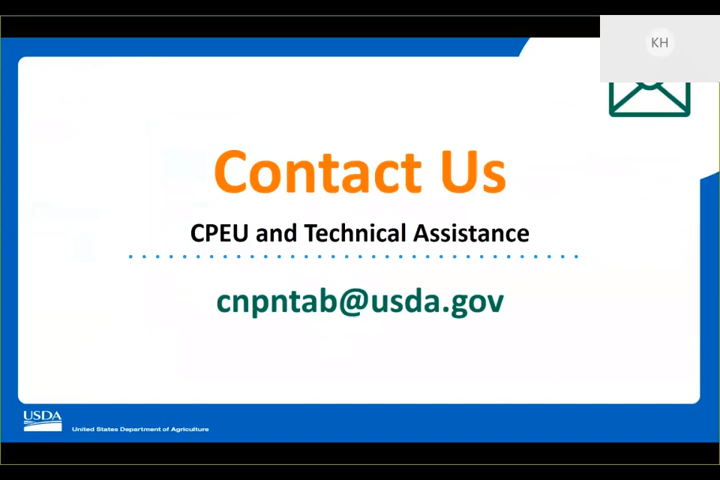 KH
Contact Us
CPEU and Technical Assistance
cnpntab@usda.gov
USDA
United States Department of Agriculture